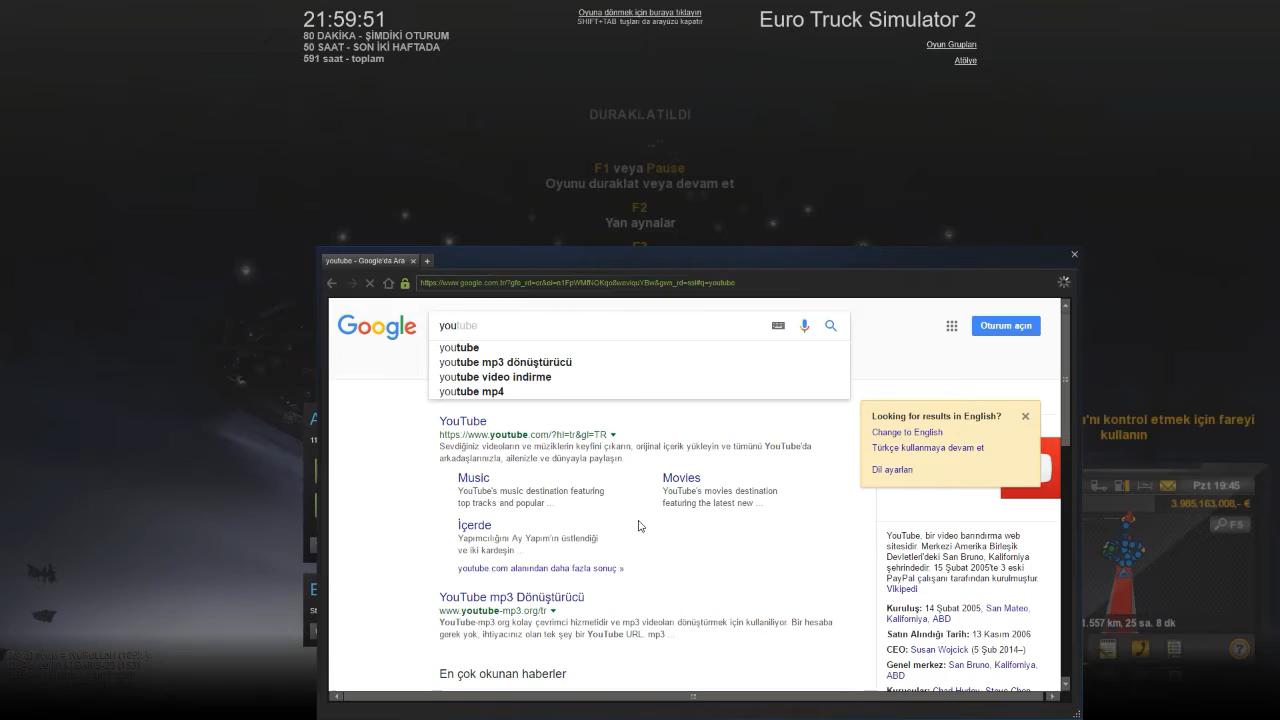 21:59:51
80 DAKİKA - ŞİMDİKİ OTURUM
50 SAAT - SON İKİ HAFTADA
591 saat - toplam
Oyuna dönmek için buraya tıklayın
SHIFT+TAB tuşları da arayüzü kapatır
Euro Truck Simulator 2
Oyun Grupları
Atölye
DURAKLATILDI
F1 veya Pause
Oyunu duraklat veya devam et
F2
Yan aynalar
F3
youtube - Google'da Ara
youtube
youtube
youtube mp3 dönüştürücü
youtube video indirme
youtube mp4
Google
Oturum açın
YouTube
https://www.youtube.com/?hl=tr&gl=TR
Sevdiğiniz videoların ve müziklerin keyfini çıkarın, orijinal içerik yükleyin ve tümünü YouTube'da
arkadaşlarınızla, ailenizle ve dünyayla paylaşın.
Music
YouTube's music destination featuring
top tracks and popular ...
Movies
YouTube's movies destination
featuring the latest new ...
İçerde
Yapımcılığını Ay Yapım'ın üstlendiği
ve iki kardeşin ...
youtube.com alanından daha fazla sonuç »
YouTube mp3 Dönüştürücü
www.youtube-mp3.org/tr
YouTube-mp3.org kolay çevrimci hizmetidir ve mp3 videoları dönüştürmek için kullanılıyor. Bir hesaba
gerek yok, ihtiyacınız olan tek şey bir YouTube URL. mp3 ...
En çok okunan haberler
Looking for results in English?
Change to English
Türkçe kullanmaya devam et
Dil ayarları
YouTube, bir video barındırma web
sitesidir. Merkezi Amerika Birleşik
Devletleri'deki San Bruno, Kaliforniya
şehrindedir. 15 Şubat 2005'te 3 eski
PayPal çalışanı tarafından kurulmuştur.
Vikipedi
Kuruluş: 14 Şubat 2005, San Mateo,
Kaliforniya, ABD
Satın Alındığı Tarih: 13 Kasım 2006
CEO: Susan Wojcick (5 Şub 2014–)
Genel merkez: San Bruno, Kaliforniya,
ABD
Kurucular: Chad Hurley, Steve Chen,
kontrol etmek için fareyi
kullanın
Pzt 19:45
3.985.163,008,- €
F5
1.557 km, 25 sa. 8 dk